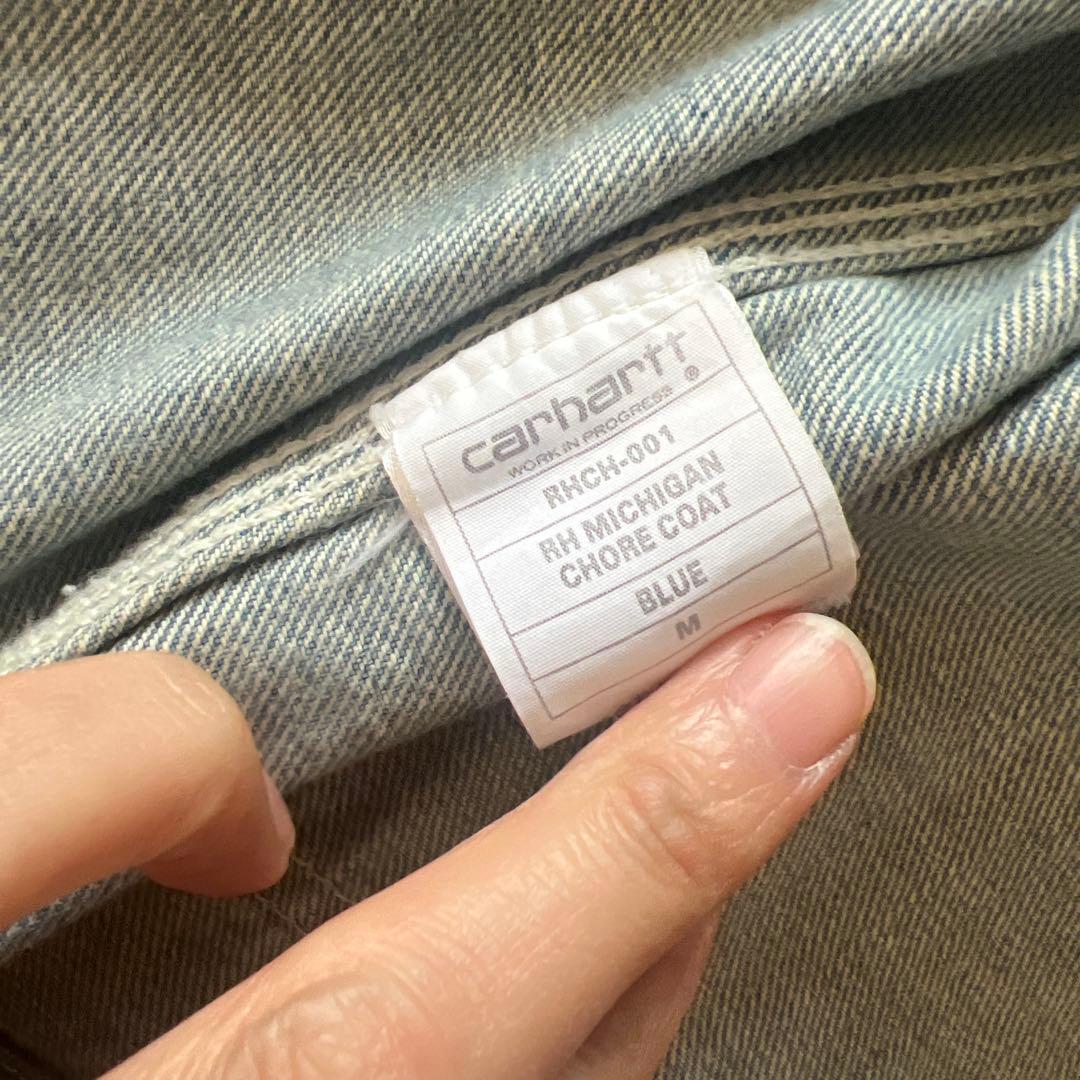 carhartt®
WORK IN PROGRESS
RHCH-001
RH MICHIGAN
CHORE COAT
BLUE
M